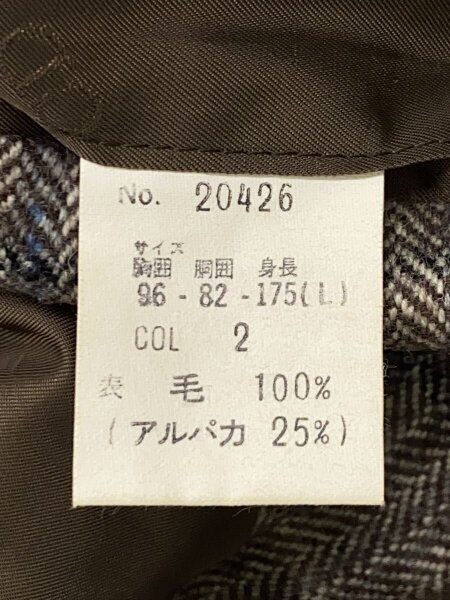 No. 20426
サイズ
胸囲 胴囲 身長
96-82-175(L)
COL 2
表 毛 100%
(アルパカ 25%)